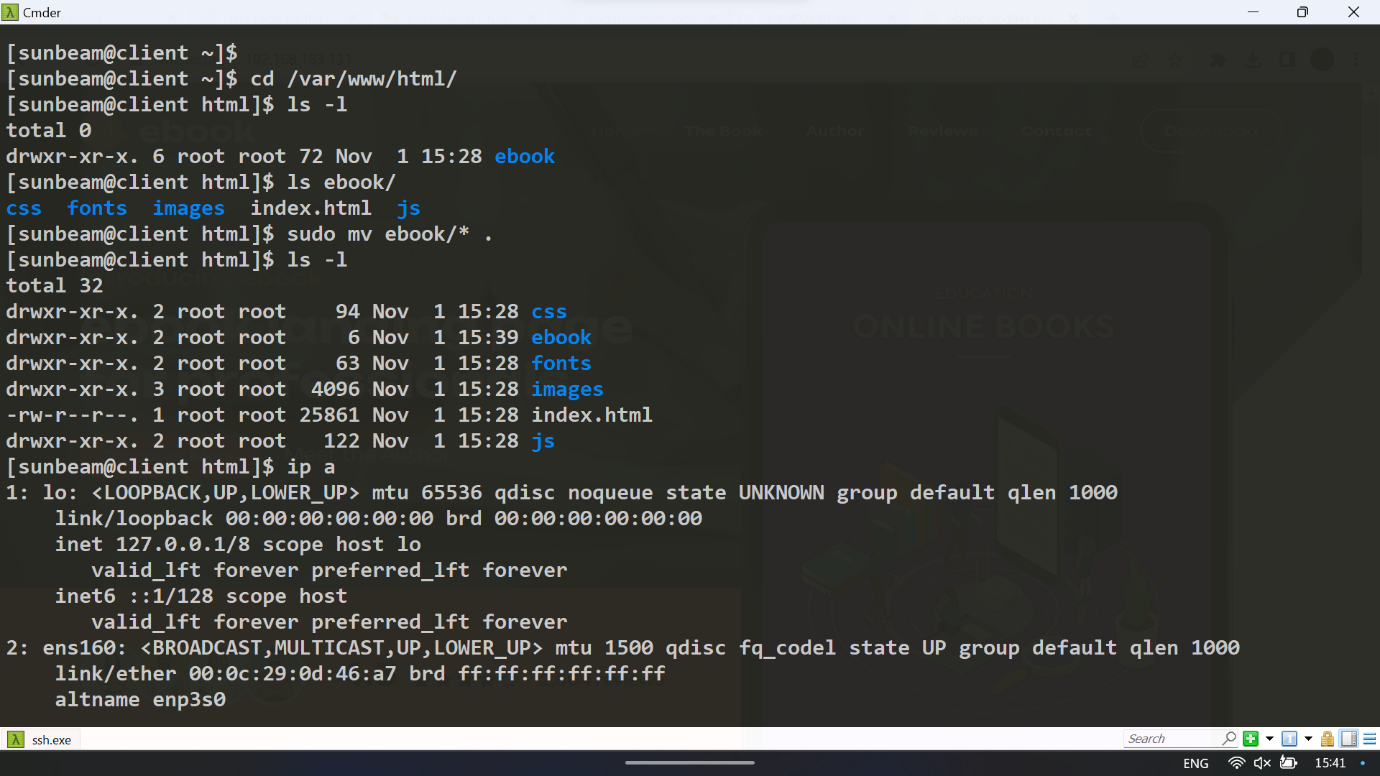 Cmder
[sunbeam@client ~]$
[sunbeam@client ~]$ cd /var/www/html/
[sunbeam@client html]$ ls -l
total 0
drwxr-xr-x. 6 root root 72 Nov  1 15:28 ebook
[sunbeam@client html]$ ls ebook/
css  fonts  images  index.html  js
[sunbeam@client html]$ sudo mv ebook/* .
[sunbeam@client html]$ ls -l
total 32
drwxr-xr-x. 2 root root    94 Nov  1 15:28 css
drwxr-xr-x. 2 root root     6 Nov  1 15:39 ebook
drwxr-xr-x. 2 root root    63 Nov  1 15:28 fonts
drwxr-xr-x. 3 root root  4096 Nov  1 15:28 images
-rw-r--r--. 1 root root 25861 Nov  1 15:28 index.html
drwxr-xr-x. 2 root root   122 Nov  1 15:28 js
[sunbeam@client html]$ ip a
1: lo: <LOOPBACK,UP,LOWER_UP> mtu 65536 qdisc noqueue state UNKNOWN group default qlen 1000
    link/loopback 00:00:00:00:00:00 brd 00:00:00:00:00:00
    inet 127.0.0.1/8 scope host lo
       valid_lft forever preferred_lft forever
    inet6 ::1/128 scope host
       valid_lft forever preferred_lft forever
2: ens160: <BROADCAST,MULTICAST,UP,LOWER_UP> mtu 1500 qdisc fq_codel state UP group default qlen 1000
    link/ether 00:0c:29:0d:46:a7 brd ff:ff:ff:ff:ff:ff
    altname enp3s0
ebook
The Book Author Reviews Contact
EDUCATION
ONLINE BOOKS
ssh.exe
Search
ENG 15:41